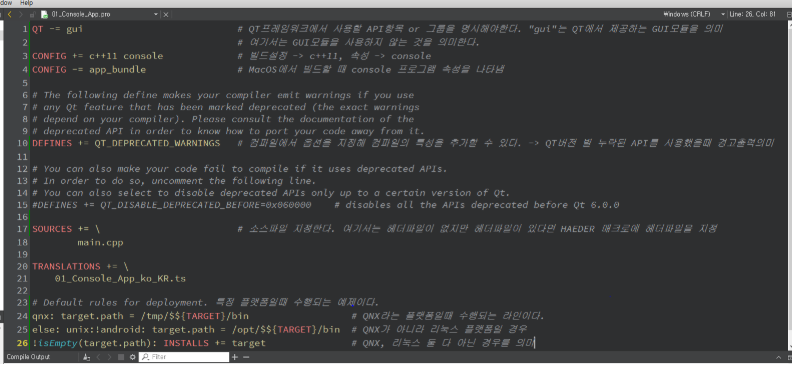 dow Help
01_Console_App.pro
Windows (CRLF)
Line: 26, Col: 81
1 QT -= gui # QT프레임워크에서 사용할 API항목 or 그룹을 명시해야한다. "gui"는 QT에서 제공하는 GUI모듈을 의미
2 # 여기서는 GUI모듈을 사용하지 않는 것을 의미한다.
3 CONFIG += c++11 console # 빌드설정 -> c++11, 속성 -> console
4 CONFIG -= app_bundle # MacOS에서 빌드할 때 console 프로그램 속성을 나타냄
5
6 # The following define makes your compiler emit warnings if you use
7 # any Qt feature that has been marked deprecated (the exact warnings
8 # depend on your compiler). Please consult the documentation of the
9 # deprecated API in order to know how to port your code away from it.
10 DEFINES += QT_DEPRECATED_WARNINGS # 컴파일에서 옵션을 지정해 컴파일의 특성을 추가할 수 있다. -> QT버전 별 누락된 API를 사용했을때 경고출력의미
11
12 # You can also make your code fail to compile if it uses deprecated APIs.
13 # In order to do so, uncomment the following line.
14 # You can also select to disable deprecated APIs only up to a certain version of Qt.
15 #DEFINES += QT_DISABLE_DEPRECATED_BEFORE=0x060000 # disables all the APIs deprecated before Qt 6.0.0
16
17 SOURCES += \ # 소스파일 지정한다. 여기서는 헤더파일이 없지만 헤더파일이 있다면 HAEDER 매크로에 헤더파일을 지정
18 main.cpp
19
20 TRANSLATIONS += \
21 01_Console_App_ko_KR.ts
22
23 # Default rules for deployment. 특정 플랫폼일때 수행되는 예제이다.
24 qnx: target.path = /tmp/$${TARGET}/bin # QNX라는 플랫폼일때 수행되는 라인이다.
25 else: unix:!android: target.path = /opt/$${TARGET}/bin # QNX가 아니라 리눅스 플랫폼일 경우
26 !isEmpty(target.path): INSTALLS += target # QNX, 리눅스 둘 다 아닌 경우를 의미
Compile Output
Filter